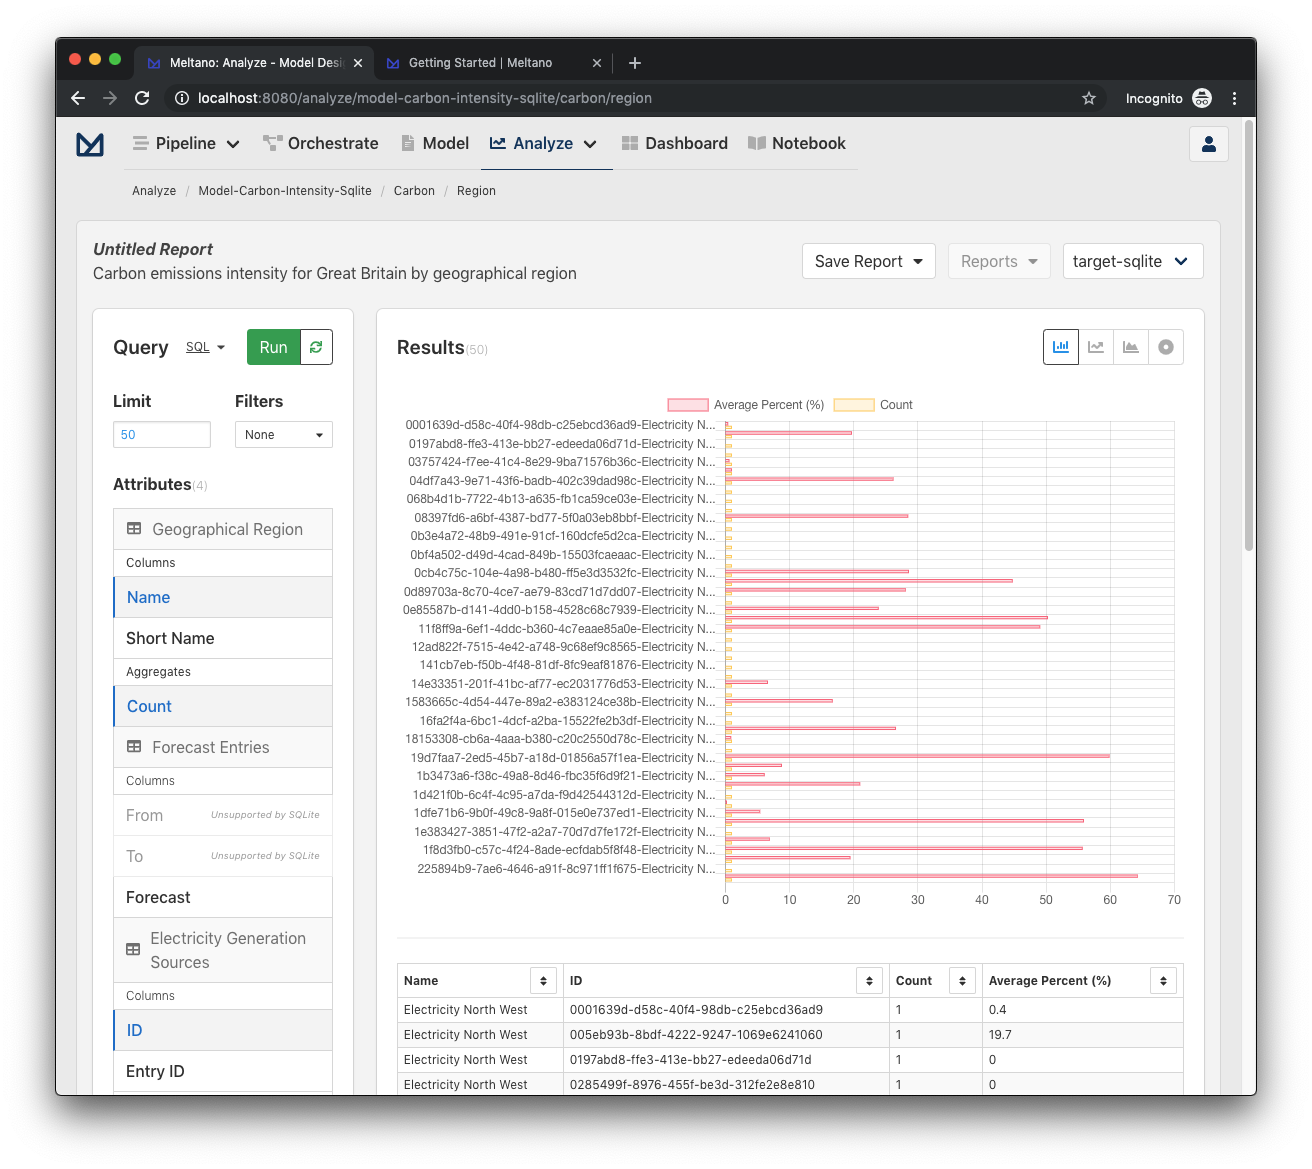 Meltano: Analyze - Model Desi
Getting Started | Meltano
localhost:8080/analyze/model-carbon-intensity-sqlite/carbon/region
Incognito
Pipeline
Orchestrate
Model
Analyze
Dashboard
Notebook
Analyze / Model-Carbon-Intensity-Sqlite / Carbon / Region
Untitled Report
Carbon emissions intensity for Great Britain by geographical region
Save Report
Reports
target-sqlite
Query
SQL
Run
Limit
Filters
50
None
Attributes(4)
Geographical Region
Columns
Name
Short Name
Aggregates
Count
Forecast Entries
Columns
From
Unsupported by SQLite
To
Unsupported by SQLite
Forecast
Electricity Generation
Sources
Columns
ID
Entry ID
Results(50)
Average Percent (%)
Count
0001639d-d58c-40f4-98db-c25ebcd36ad9-Electricity N...
0197abd8-ffe3-413e-bb27-edeeda06d71d-Electricity N...
03757424-f7ee-41c4-8e29-9ba71576b36c-Electricity N...
04df7a43-9e71-43f6-badb-402c39dad98c-Electricity N...
068b4d1b-7722-4b13-a635-fb1ca59ce03e-Electricity N...
08397fd6-a6bf-4387-bd77-5f0a03eb8bbf-Electricity N...
0b3e4a72-48b9-491e-91cf-160dcfe5d2ca-Electricity N...
0bf4a502-d49d-4cad-849b-15503fcaeaac-Electricity N...
0cb4c75c-104e-4a98-b480-ff5e3d3532fc-Electricity N...
0d89703a-8c70-4ce7-ae79-83cd71d7dd07-Electricity N...
0e85587b-d141-4dd0-b158-4528c68c7939-Electricity N...
11f8ff9a-6ef1-4ddc-b360-4c7eaae85a0e-Electricity N...
12ad822f-7515-4e42-a748-9c68ef9c8565-Electricity N...
141cb7eb-f50b-4f48-81df-8fc9eaf81876-Electricity N...
14e33351-201f-41bc-af77-ec2031776d53-Electricity N...
1583665c-4d54-447e-89a2-e383124ce38b-Electricity N...
16fa2f4a-6bc1-4dcf-a2ba-15522fe2b3df-Electricity N...
18153308-cb6a-4aaa-b380-c20c2550d78c-Electricity N...
19d7faa7-2ed5-45b7-a18d-01856a57f1ea-Electricity N...
1b3473a6-f38c-49a8-8d46-fbc35f6d9f21-Electricity N...
1d421f0b-6c4f-4c95-a7da-f9d42544312d-Electricity N...
1dfe71b6-9b0f-49c8-9a8f-015e0e737ed1-Electricity N...
1e383427-3851-47f2-a2a7-70d7d7fe172f-Electricity N...
1f8d3fb0-c57c-4f24-8ade-ecfdab5f8f48-Electricity N...
225894b9-7ae6-4646-a91f-8c971ff1f675-Electricity N...
0 10 20 30 40 50 60 70
Name ID Count Average Percent (%)
Electricity North West 0001639d-d58c-40f4-98db-c25ebcd36ad9 1 0.4
Electricity North West 005eb93b-8bdf-4222-9247-1069e6241060 1 19.7
Electricity North West 0197abd8-ffe3-413e-bb27-edeeda06d71d 1 0
Electricity North West 0285499f-8976-455f-be3d-312fe2e8e810 1 0